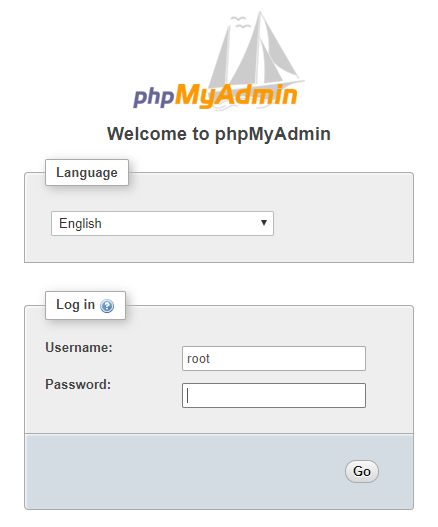 phpMyAdmin
Welcome to phpMyAdmin
Language
English
Log in
Username:
root
Password:
Go